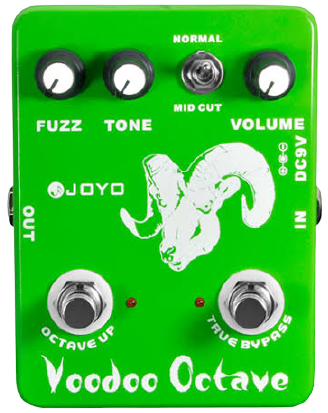 NORMAL
MID CUT
FUZZ TONE VOLUME
DC9V
JOYO
OUT
IN
OCTAVE UP
TRUE BYPASS
Voodoo Octave